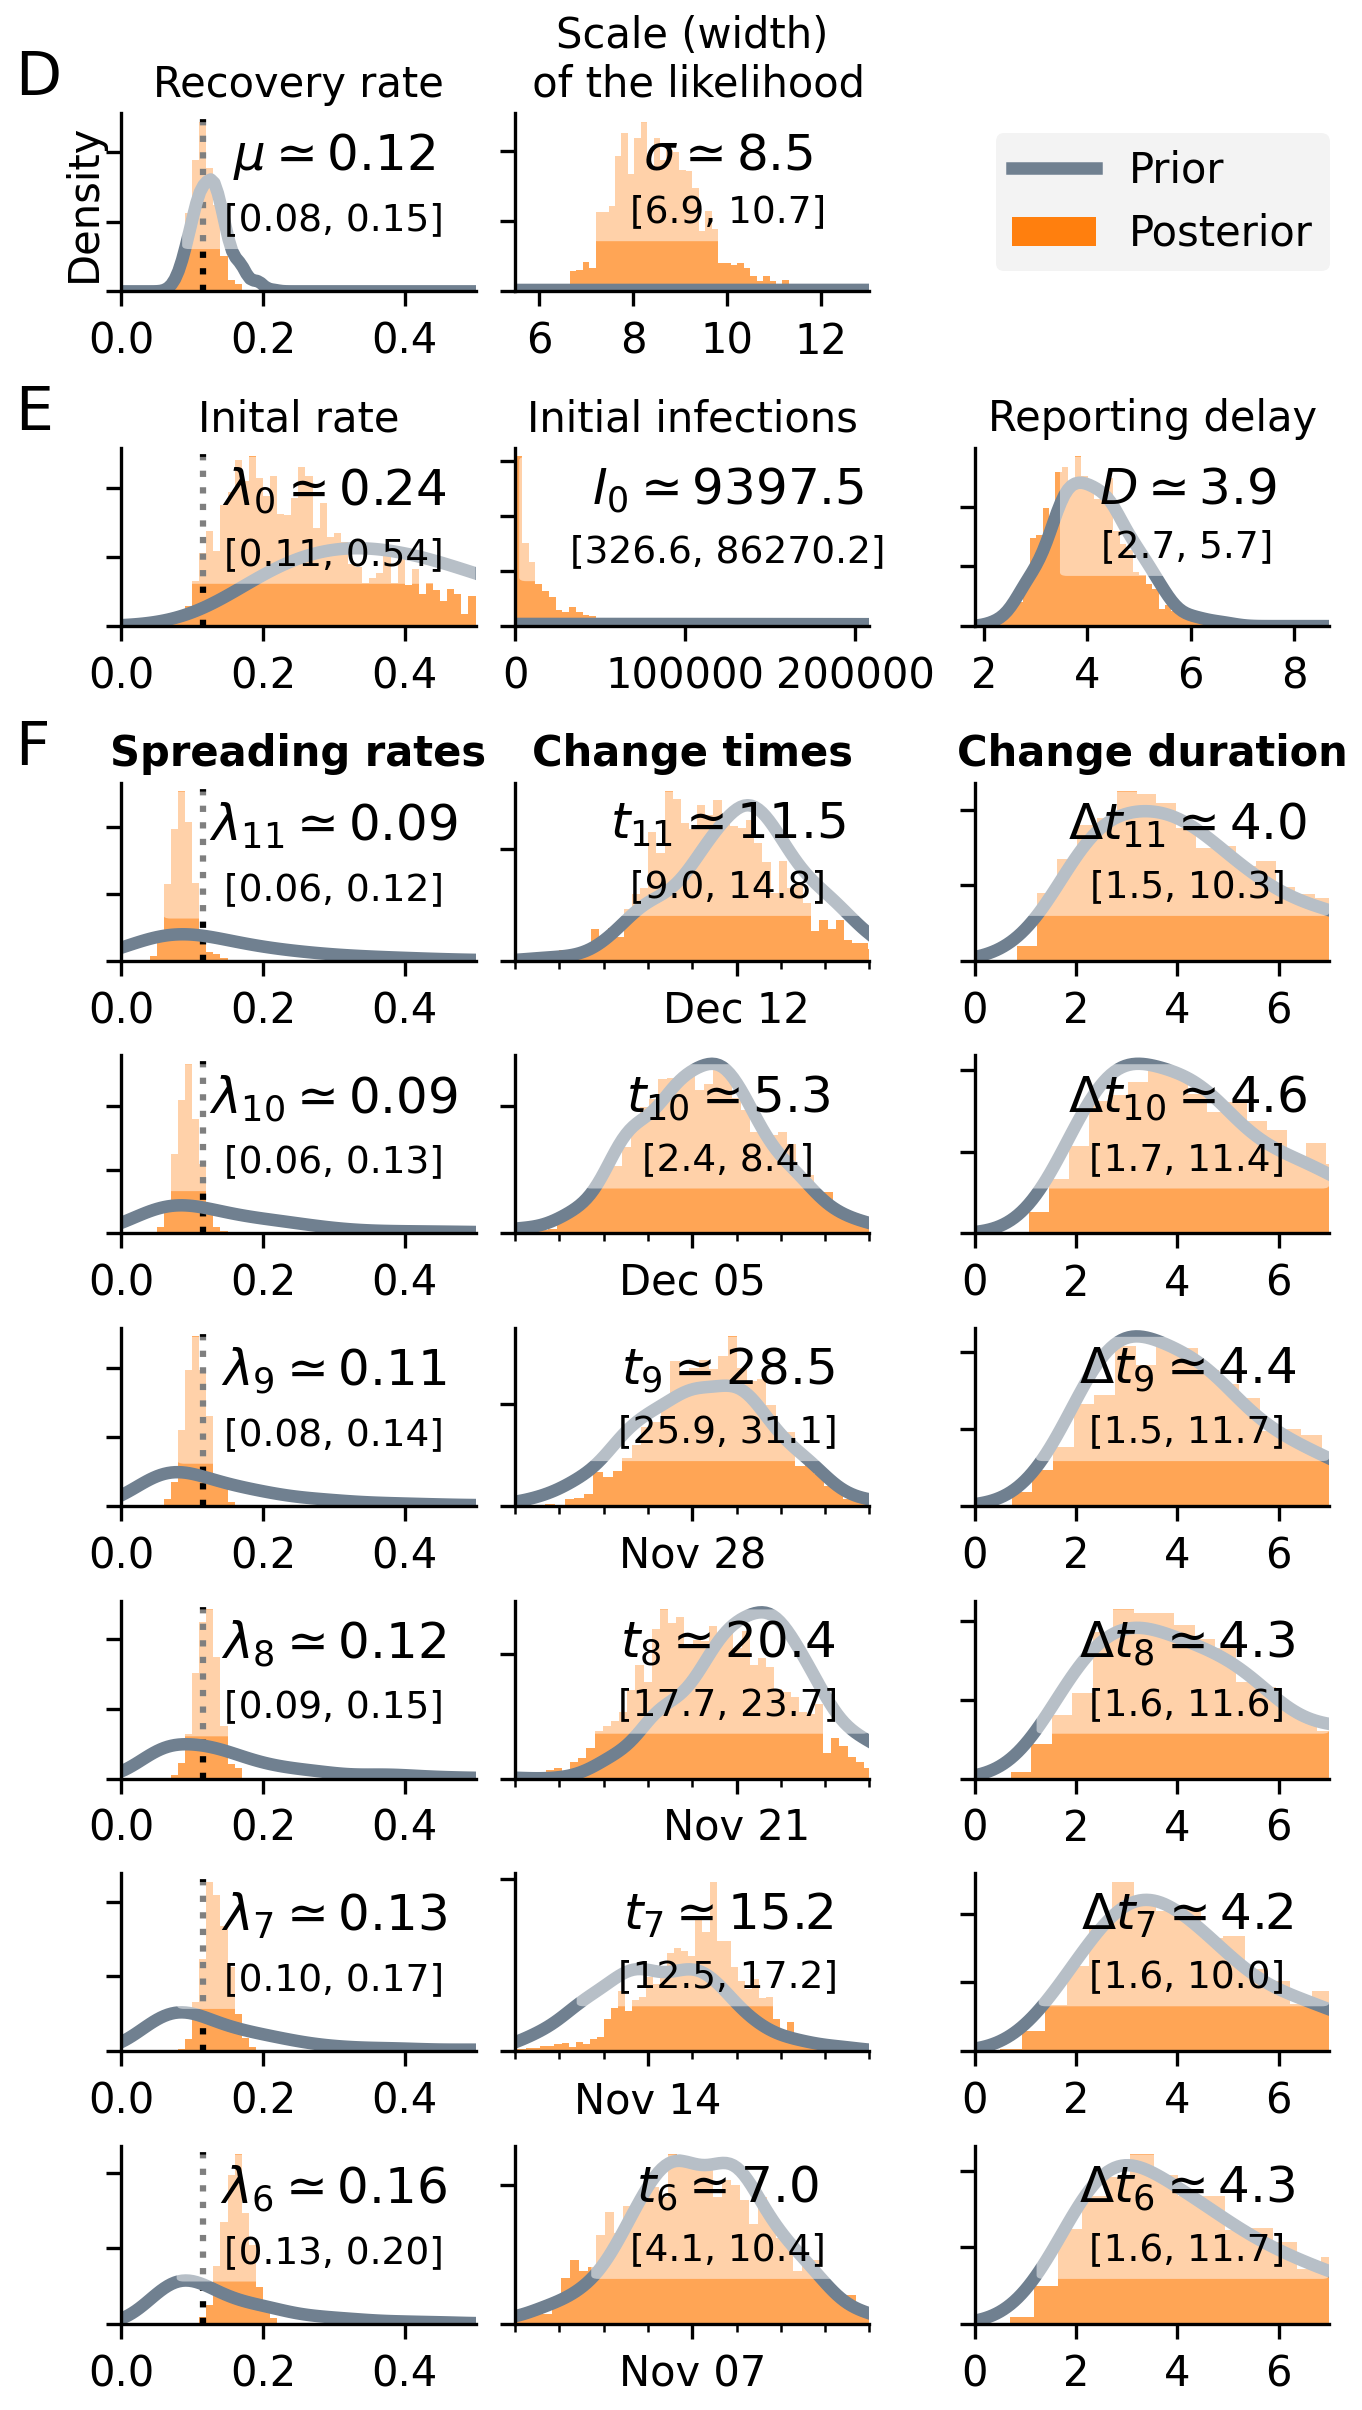 D
Recovery rate
Scale (width)
of the likelihood
Density
μ ≃ 0.12
[0.08, 0.15]
0.0 0.2 0.4
σ ≃ 8.5
[6.9, 10.7]
6 8 10 12
Prior
Posterior
E
Inital rate
λ0 ≃ 0.24
[0.11, 0.54]
0.0 0.2 0.4
Initial infections
I0 ≃ 9397.5
[326.6, 86270.2]
0 100000 200000
Reporting delay
D ≃ 3.9
[2.7, 5.7]
2 4 6 8
F
Spreading rates
Change times
Change duration
λ11 ≃ 0.09
[0.06, 0.12]
0.0 0.2 0.4
t11 ≃ 11.5
[9.0, 14.8]
Dec 12
Δt11 ≃ 4.0
[1.5, 10.3]
0 2 4 6
λ10 ≃ 0.09
[0.06, 0.13]
0.0 0.2 0.4
t10 ≃ 5.3
[2.4, 8.4]
Dec 05
Δt10 ≃ 4.6
[1.7, 11.4]
0 2 4 6
λ9 ≃ 0.11
[0.08, 0.14]
0.0 0.2 0.4
t9 ≃ 28.5
[25.9, 31.1]
Nov 28
Δt9 ≃ 4.4
[1.5, 11.7]
0 2 4 6
λ8 ≃ 0.12
[0.09, 0.15]
0.0 0.2 0.4
t8 ≃ 20.4
[17.7, 23.7]
Nov 21
Δt8 ≃ 4.3
[1.6, 11.6]
0 2 4 6
λ7 ≃ 0.13
[0.10, 0.17]
0.0 0.2 0.4
t7 ≃ 15.2
[12.5, 17.2]
Nov 14
Δt7 ≃ 4.2
[1.6, 10.0]
0 2 4 6
λ6 ≃ 0.16
[0.13, 0.20]
0.0 0.2 0.4
t6 ≃ 7.0
[4.1, 10.4]
Nov 07
Δt6 ≃ 4.3
[1.6, 11.7]
0 2 4 6